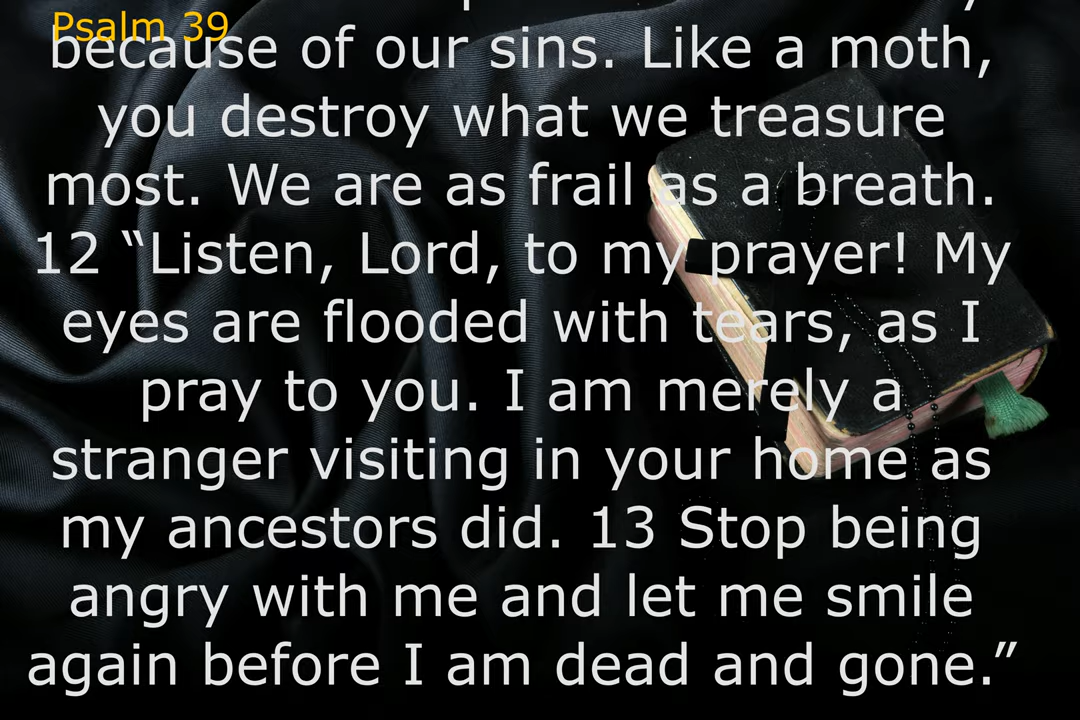 Psalm 39
because of our sins. Like a moth,
you destroy what we treasure
most. We are as frail as a breath.
12 “Listen, Lord, to my prayer! My
eyes are flooded with tears, as I
pray to you. I am merely a
stranger visiting in your home as
my ancestors did. 13 Stop being
angry with me and let me smile
again before I am dead and gone.”